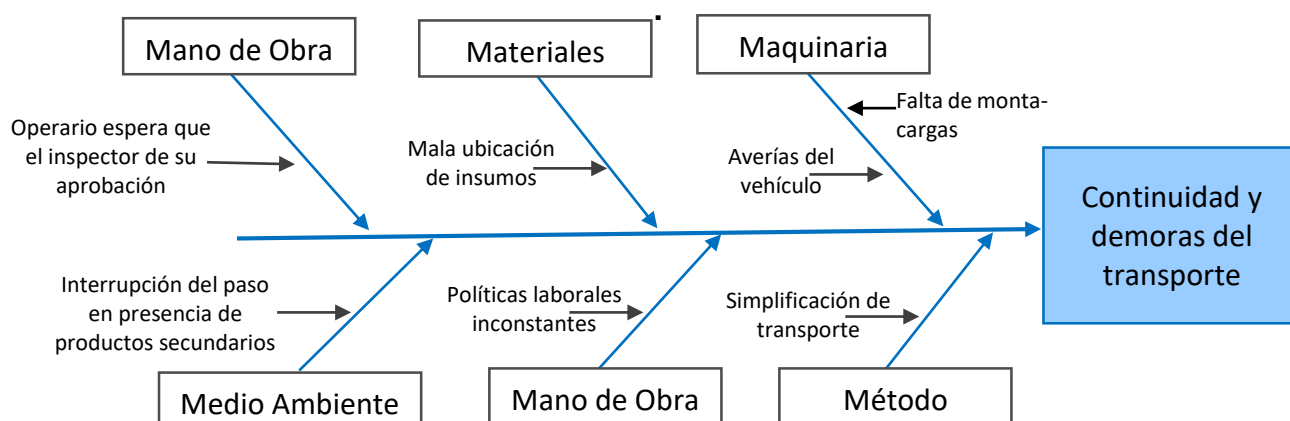 Mano de Obra
Materiales
.
Maquinaria
Falta de monta-
cargas
Operario espera que
el inspector de su
aprobación
Mala ubicación
de insumos
Averías del
vehículo
Continuidad y
demoras del
transporte
Interrupción del paso
en presencia de
productos secundarios
Políticas laborales
inconstantes
Simplificación de
transporte
Medio Ambiente
Mano de Obra
Método